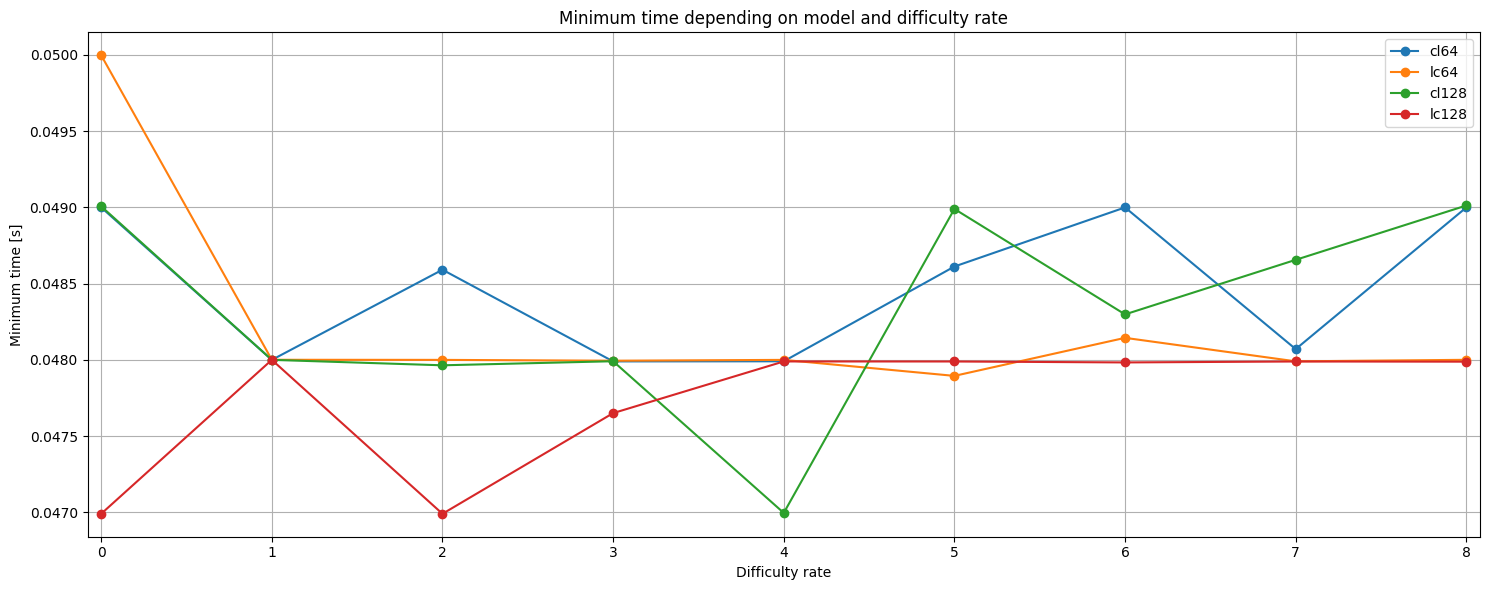 Minimum time depending on model and difficulty rate
0.0500
0.0495
0.0490
0.0485
0.0480
0.0475
0.0470
Minimum time [s]
cl64
lc64
cl128
lc128
0 1 2 3 4 5 6 7 8
Difficulty rate